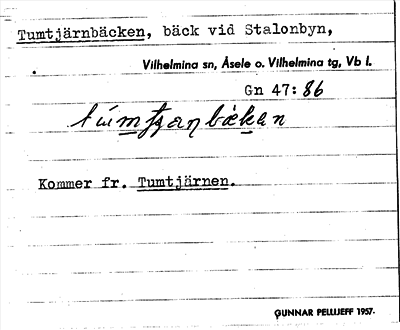 Tumtjärnbäcken, bäck vid Stalonbyn,
Vilhelmina sn, Åsele o. Vilhelmina tg, Vb l.
Gn 47: 86
Kommer fr. Tumtjärnen.
GUNNAR PELLIJEFF 1957.